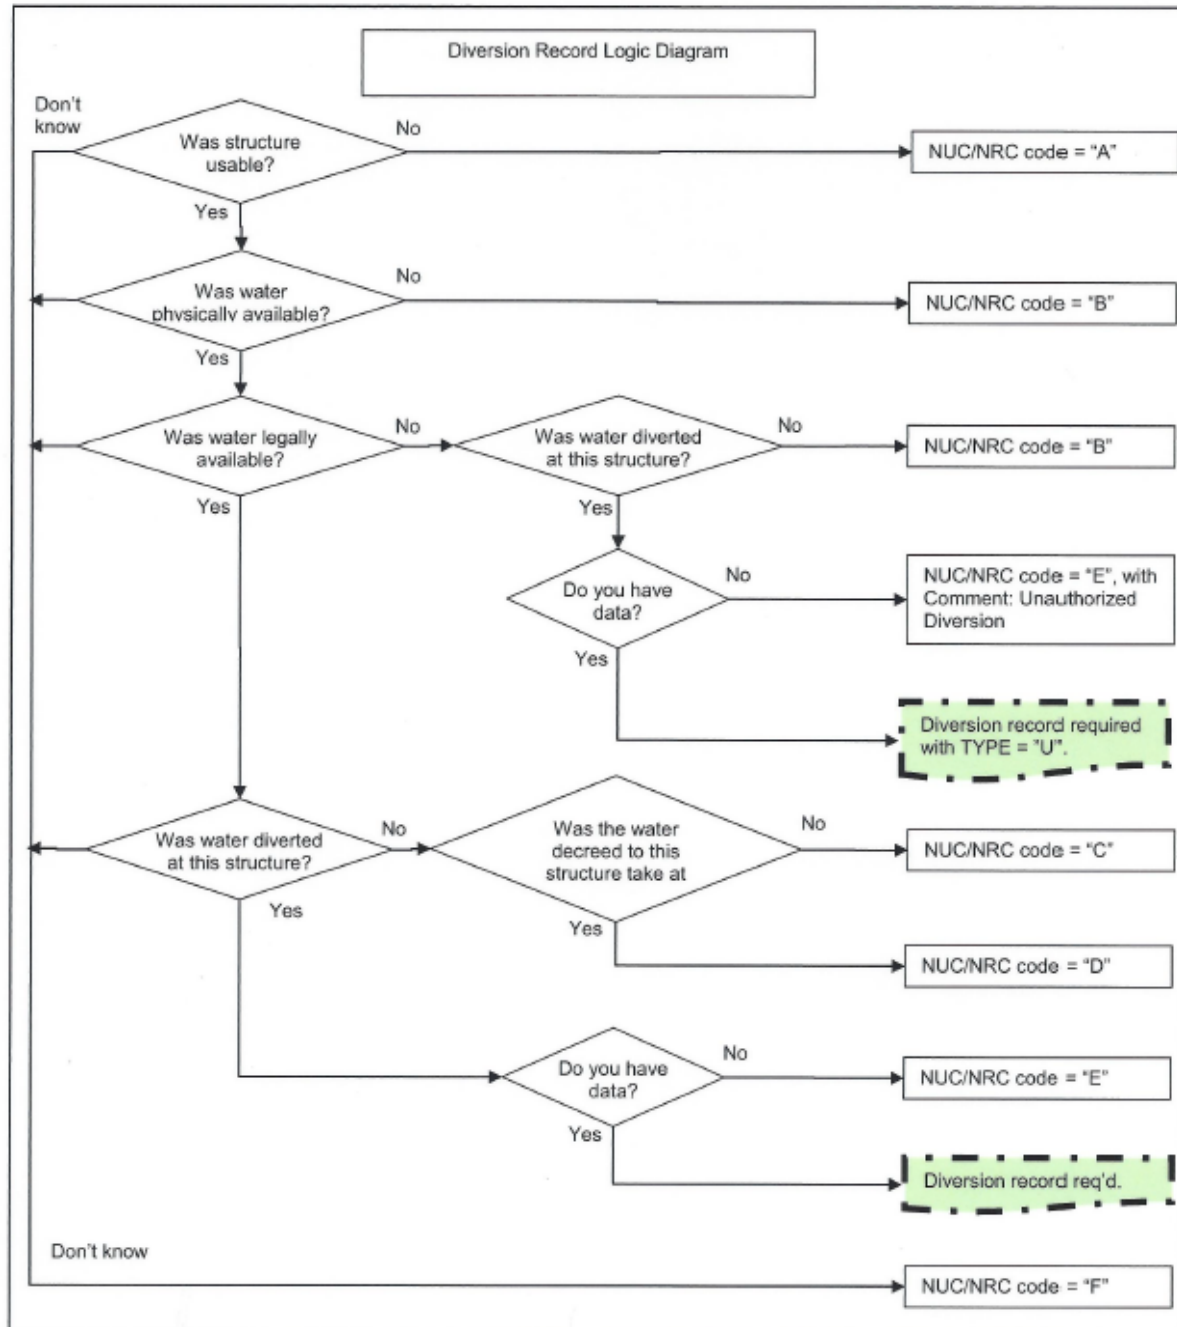 Diversion Record Logic Diagram
Don't
know
Was structure
usable?
No
NUC/NRC code = "A"
Yes
Was water
physically available?
No
NUC/NRC code = "B"
Yes
Was water legally
available?
No
Was water diverted
at this structure?
No
NUC/NRC code = "B"
Yes
Yes
Do you have
data?
No
NUC/NRC code = "E", with
Comment: Unauthorized
Diversion
Yes
Diversion record required
with TYPE = "U".
Was water diverted
at this structure?
No
Was the water
decreed to this
structure take at
No
NUC/NRC code = "C"
Yes
Yes
NUC/NRC code = "D"
Do you have
data?
No
NUC/NRC code = "E"
Yes
Diversion record req'd.
Don't know
NUC/NRC code = "F"